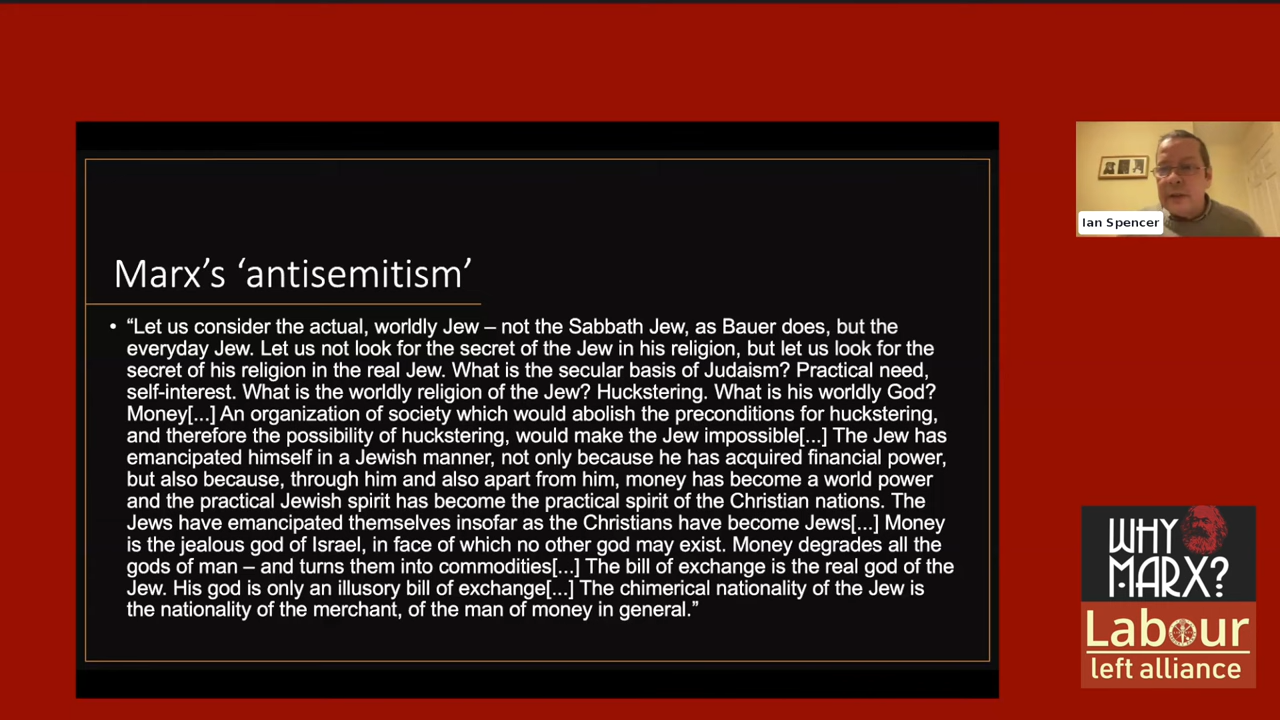 Marx's 'antisemitism'
• “Let us consider the actual, worldly Jew – not the Sabbath Jew, as Bauer does, but the
everyday Jew. Let us not look for the secret of the Jew in his religion, but let us look for the
secret of his religion in the real Jew. What is the secular basis of Judaism? Practical need,
self-interest. What is the worldly religion of the Jew? Huckstering. What is his worldly God?
Money[...] An organization of society which would abolish the preconditions for huckstering,
and therefore the possibility of huckstering, would make the Jew impossible[...] The Jew has
emancipated himself in a Jewish manner, not only because he has acquired financial power,
but also because, through him and also apart from him, money has become a world power
and the practical Jewish spirit has become the practical spirit of the Christian nations. The
Jews have emancipated themselves insofar as the Christians have become Jews[...] Money
is the jealous god of Israel, in face of which no other god may exist. Money degrades all the
gods of man – and turns them into commodities[...] The bill of exchange is the real god of the
Jew. His god is only an illusory bill of exchange[...] The chimerical nationality of the Jew is
the nationality of the merchant, of the man of money in general.”
Ian Spencer
WHY
MARX?
Labour
left alliance